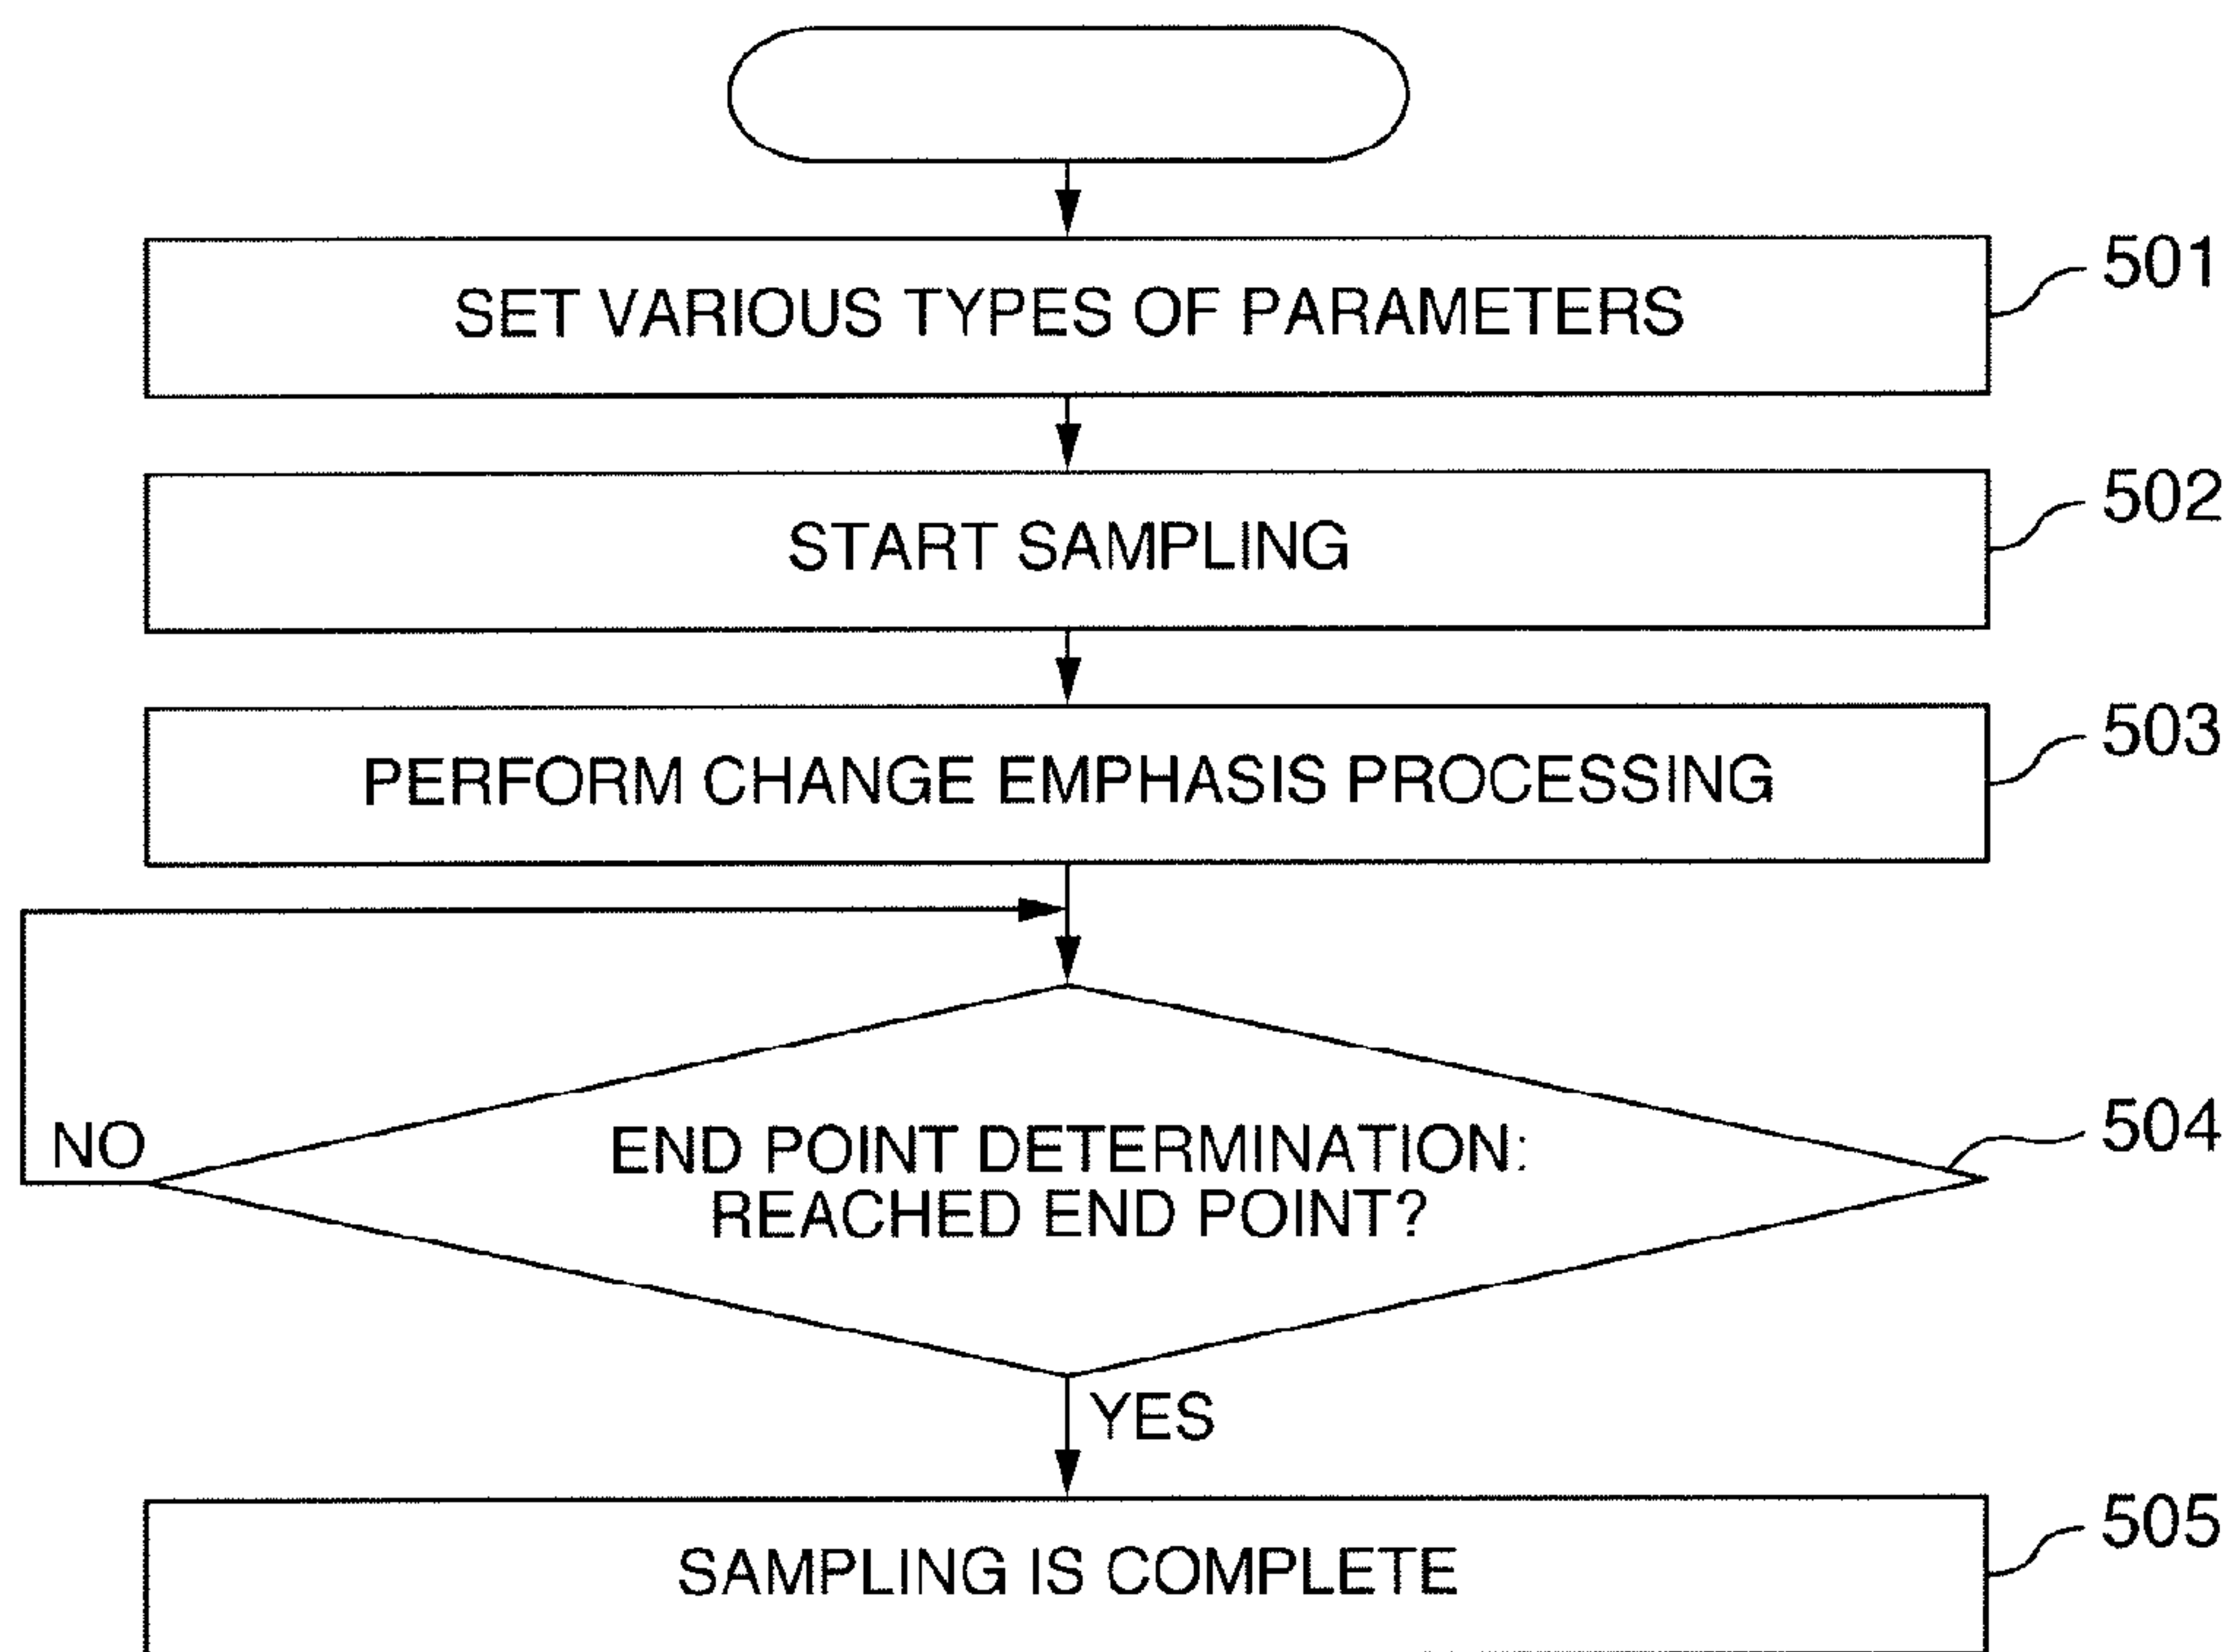 SET VARIOUS TYPES OF PARAMETERS
501
START SAMPLING
502
PERFORM CHANGE EMPHASIS PROCESSING
503
NO
END POINT DETERMINATION:
REACHED END POINT?
504
YES
SAMPLING IS COMPLETE
505